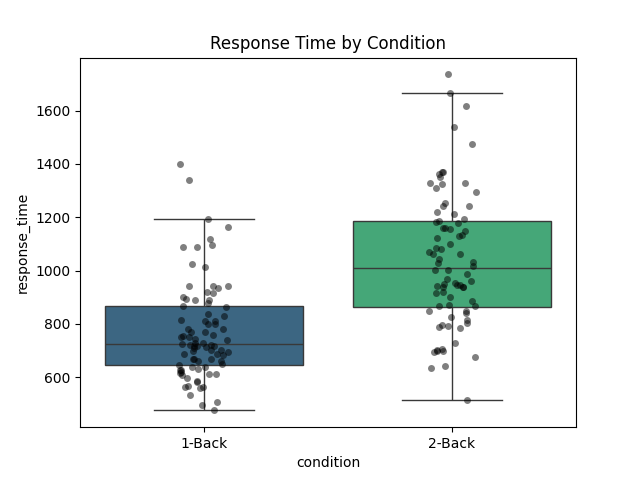 Response Time by Condition
1600
1400
1200
1000
800
600
response_time
1-Back
2-Back
condition